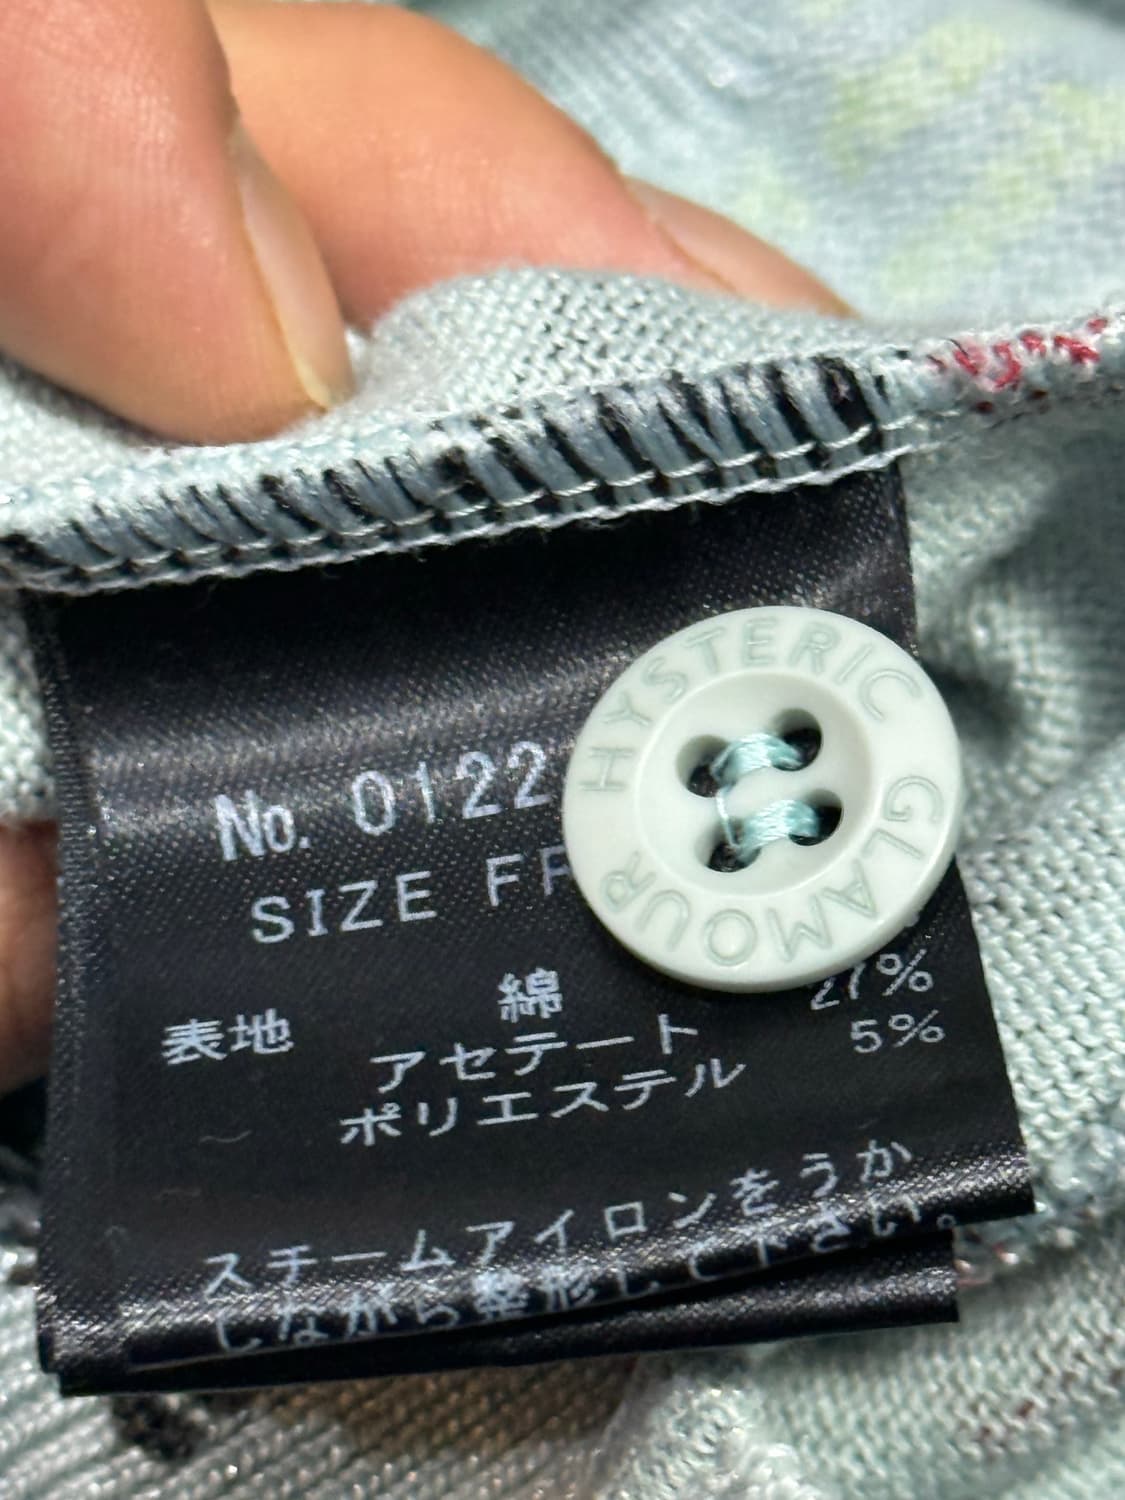 No. 0122
SIZE
HYSTERIC GLAMOUR
表地 綿
アセテート 27%
ポリエステル 5%
スチームアイロンをうか
しながら整形して下さい。